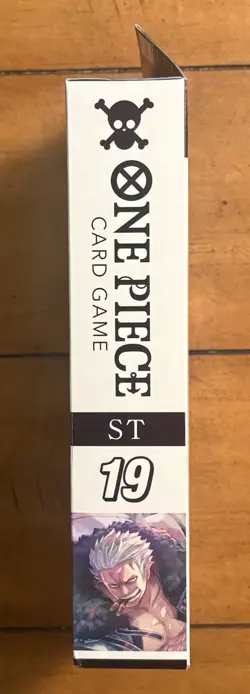 ONE PIECE
CARD GAME
ST
19